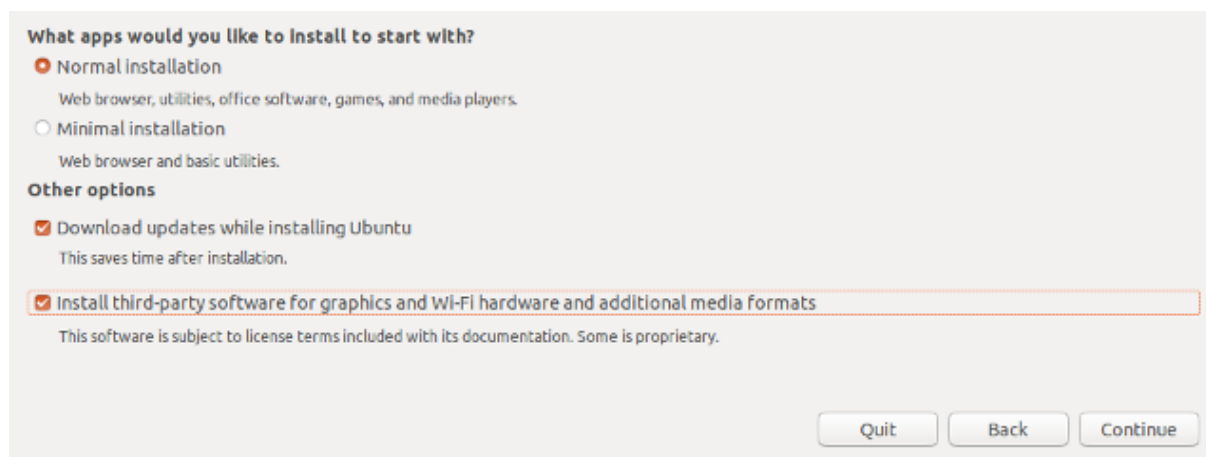 What apps would you like to install to start with?
Normal installation
Web browser, utilities, office software, games, and media players.
Minimal installation
Web browser and basic utilities.
Other options
Download updates while installing Ubuntu
This saves time after installation.
Install third-party software for graphics and Wi-Fi hardware and additional media formats
This software is subject to license terms included with its documentation. Some is proprietary.
Quit Back Continue